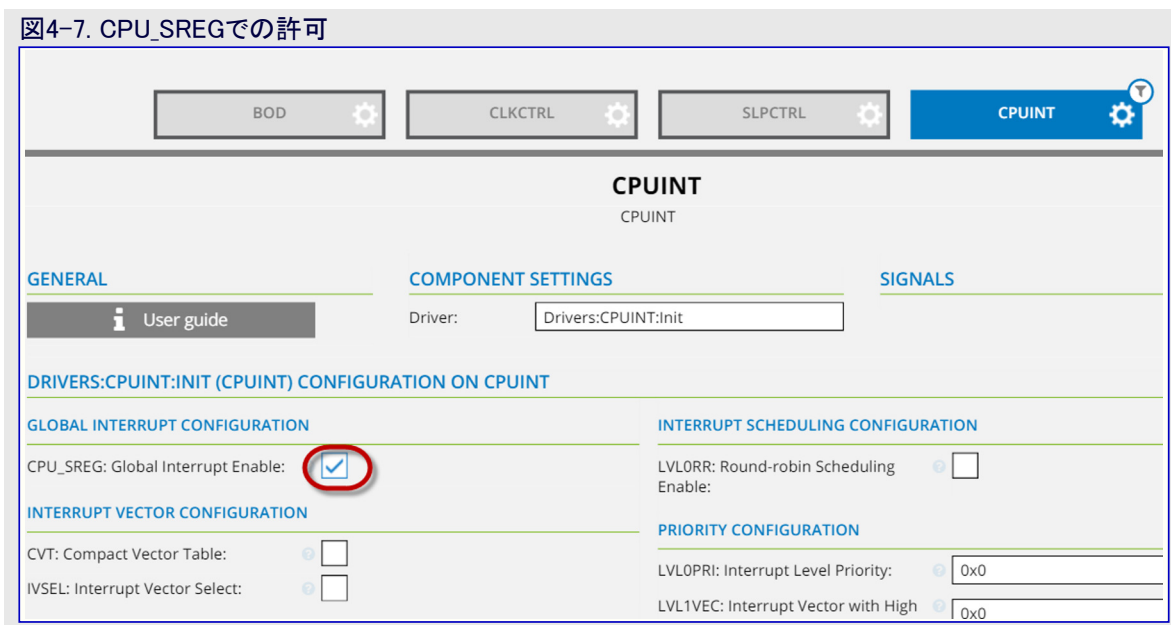 図4-7. CPU_SREGでの許可
BOD
CLKCTRL
SLPCTRL
CPUINT
CPUINT
CPUINT
GENERAL
COMPONENT SETTINGS
SIGNALS
i User guide
Driver:
Drivers:CPUINT:Init
DRIVERS:CPUINT:INIT (CPUINT) CONFIGURATION ON CPUINT
GLOBAL INTERRUPT CONFIGURATION
INTERRUPT SCHEDULING CONFIGURATION
CPU_SREG: Global Interrupt Enable:
LVL0RR: Round-robin Scheduling
Enable:
INTERRUPT VECTOR CONFIGURATION
PRIORITY CONFIGURATION
CVT: Compact Vector Table:
LVL0PRI: Interrupt Level Priority:
0x0
IVSEL: Interrupt Vector Select:
LVL1VEC: Interrupt Vector with High
0x0